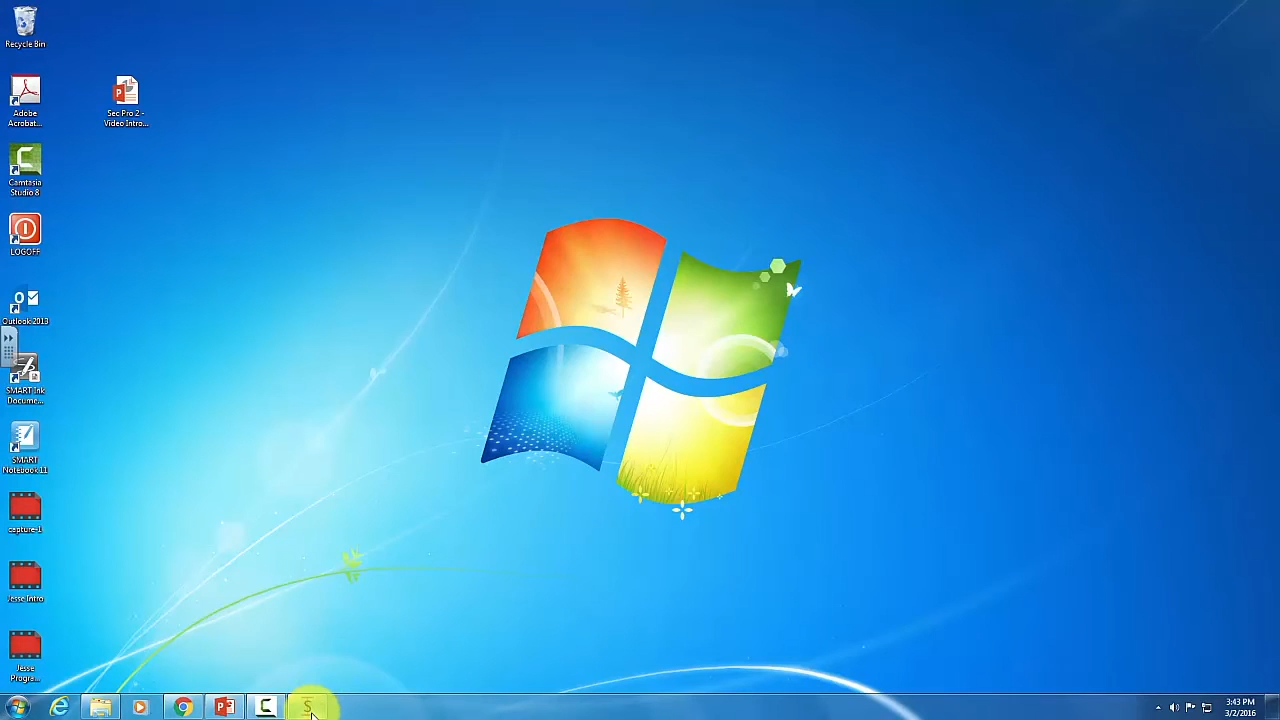 Recycle Bin
Adobe
Acrobat...
Sec Pro 2 -
Video Intro...
Camtasia
Studio 8
LOGOFF
Outlook 2013
SMART Ink
Docume...
SMART
Notebook 11
capture-1
Jesse Intro
Jesse
Progra...
3:43 PM
3/2/2016